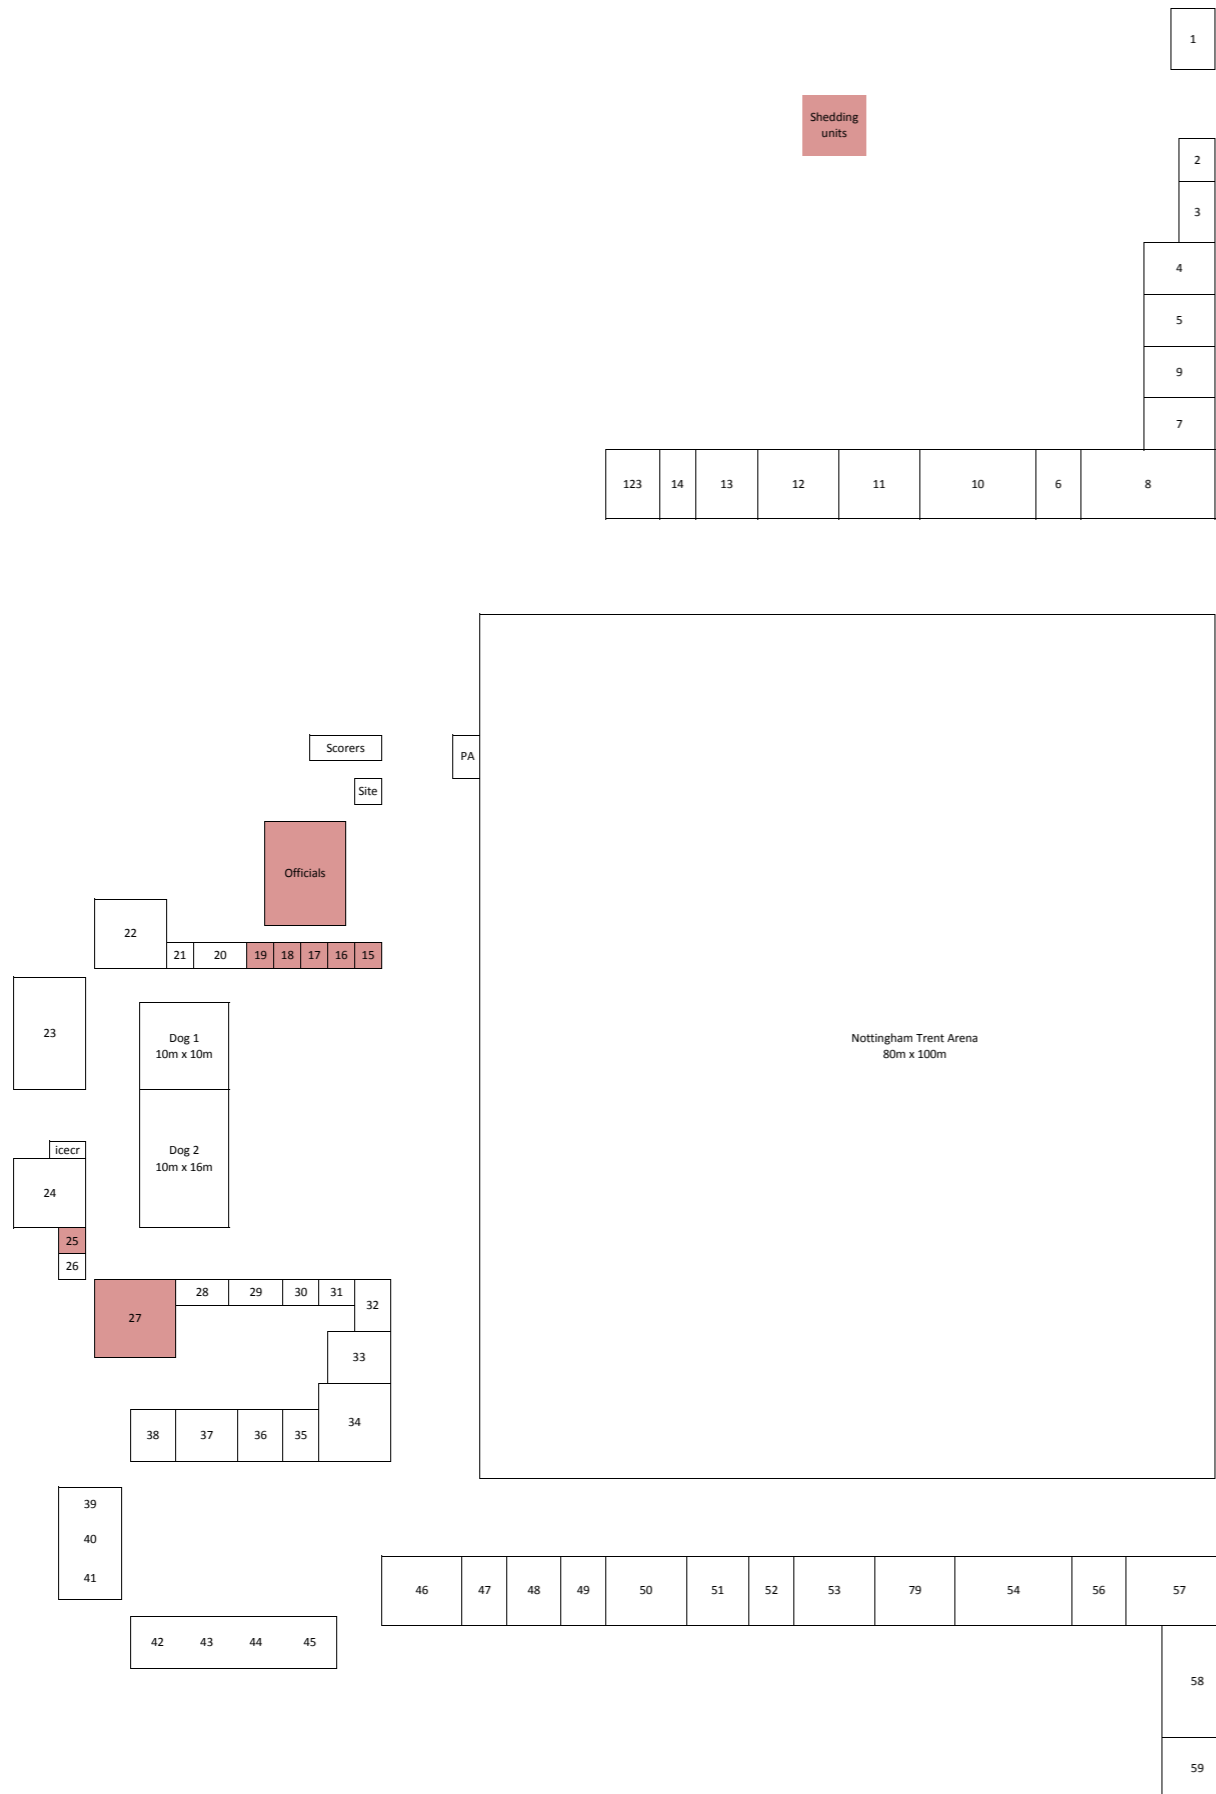 1
Shedding
units
2
3
4
5
9
7
123 14 13 12 11 10 6 8
Scorers
PA
Site
Officials
22
21 20 19 18 17 16 15
23
Dog 1
10m x 10m
Nottingham Trent Arena
80m x 100m
icecr
Dog 2
10m x 16m
24
25
26
27
28 29 30 31 32
33
34
38 37 36 35
39
40
41
46 47 48 49 50 51 52 53 79 54 56 57
42 43 44 45
58
59